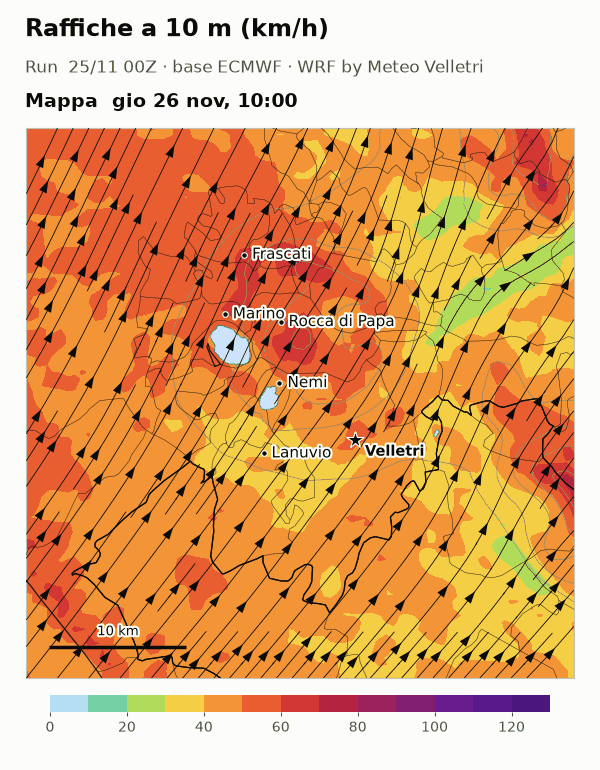 Raffiche a 10 m (km/h)
Run  25/11 00Z · base ECMWF · WRF by Meteo Velletri
Mappa  gio 26 nov, 10:00
Frascati
Marino
Rocca di Papa
Nemi
Velletri
Lanuvio
10 km
0 20 40 60 80 100 120